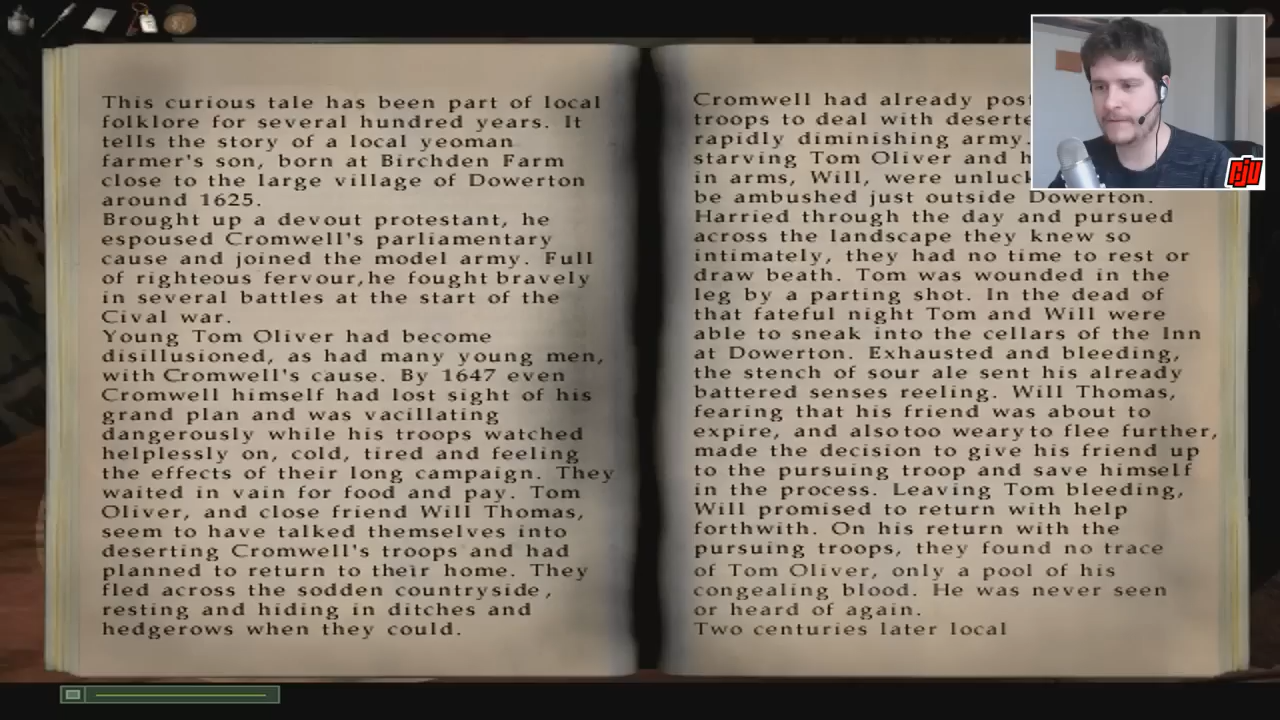 This curious tale has been part of local
folklore for several hundred years. It
tells the story of a local yeoman
farmer's son, born at Birchden Farm
close to the large village of Dowerton
around 1625.
Brought up a devout protestant, he
espoused Cromwell's parliamentary
cause and joined the model army. Full
of righteous fervour, he fought bravely
in several battles at the start of the
Cival war.
Young Tom Oliver had become
disillusioned, as had many young men,
with Cromwell's cause. By 1647 even
Cromwell himself had lost sight of his
grand plan and was vacillating
dangerously while his troops watched
helplessly on, cold, tired and feeling
the effects of their long campaign. They
waited in vain for food and pay. Tom
Oliver, and close friend Will Thomas,
seem to have talked themselves into
deserting Cromwell's troops and had
planned to return to their home. They
fled across the sodden countryside,
resting and hiding in ditches and
hedgerows when they could.
Cromwell had already
troops to deal with
rapidly diminishing army.
starving Tom Oliver and
in arms, Will, were
be ambushed just outside Dowerton.
Harried through the day and pursued
across the landscape they knew so
intimately, they had no time to rest or
draw beath. Tom was wounded in the
leg by a parting shot. In the dead of
that fateful night Tom and Will were
able to sneak into the cellars of the Inn
at Dowerton. Exhausted and bleeding,
the stench of sour ale sent his already
battered senses reeling. Will Thomas,
fearing that his friend was about to
expire, and also too weary to flee further,
made the decision to give his friend up
to the pursuing troop and save himself
in the process. Leaving Tom bleeding,
Will promised to return with help
forthwith. On his return with the
pursuing troops, they found no trace
of Tom Oliver, only a pool of his
congealing blood. He was never seen
or heard of again.
Two centuries later local